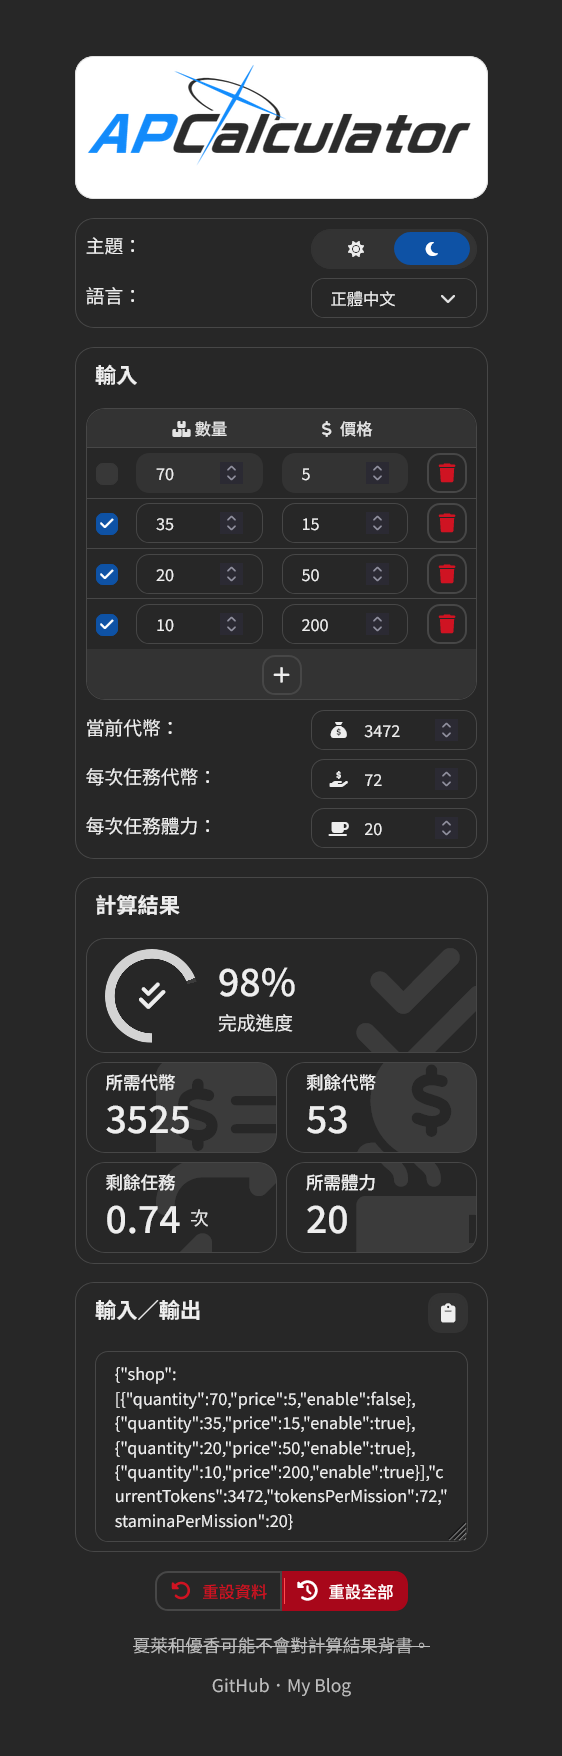 APCalculator
主題：
語言：
正體中文
輸入
數量 價格
70 5
35 15
20 50
10 200
當前代幣：
3472
每次任務代幣：
72
每次任務體力：
20
計算結果
98%
完成進度
所需代幣
3525
剩餘代幣
53
剩餘任務
0.74 次
所需體力
20
輸入／輸出
{"shop":
[{"quantity":70,"price":5,"enable":false},
{"quantity":35,"price":15,"enable":true},
{"quantity":20,"price":50,"enable":true},
{"quantity":10,"price":200,"enable":true}],"c
urrentTokens":3472,"tokensPerMission":72,"
staminaPerMission":20}
重設資料 重設全部
夏萊和優香可能不會對計算結果背書。
GitHub・My Blog